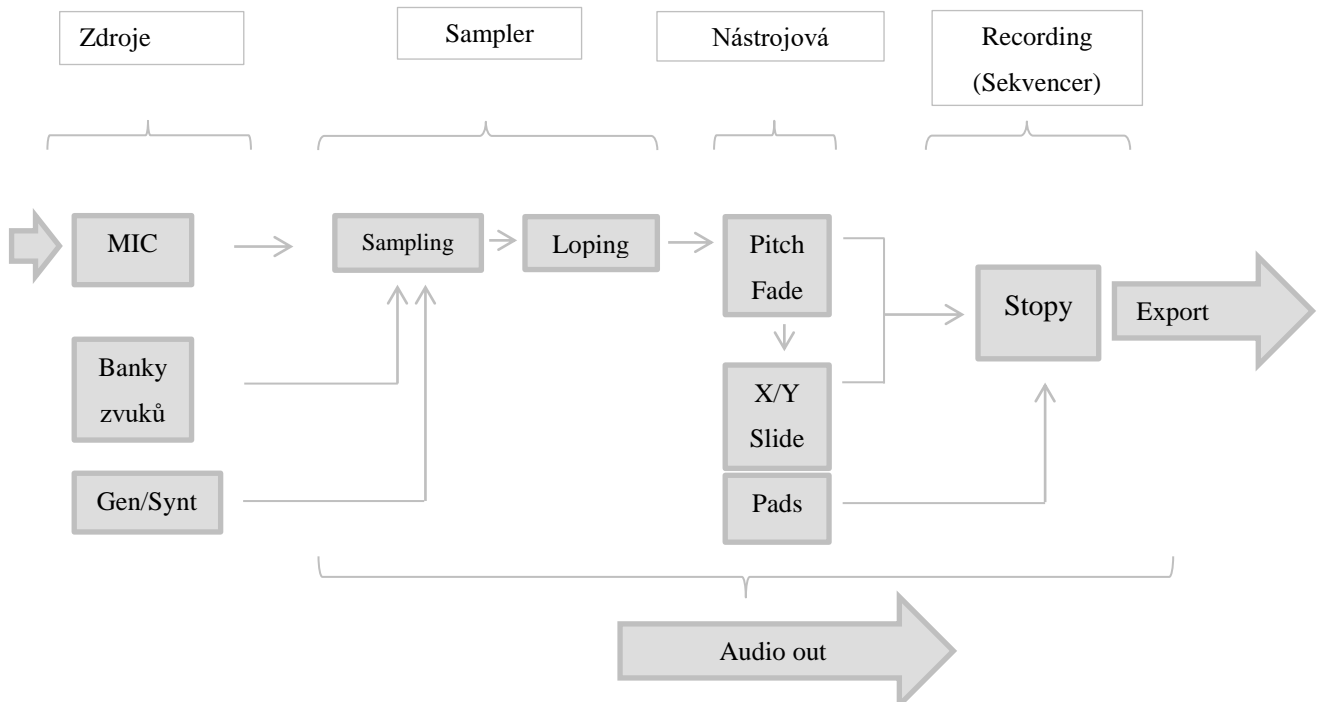 Zdroje
Sampler
Nástrojová
Recording
(Sekvencer)
MIC
Sampling
Loping
Pitch
Fade
Stopy
Export
Banky
zvuků
X/Y
Slide
Gen/Synt
Pads
Audio out